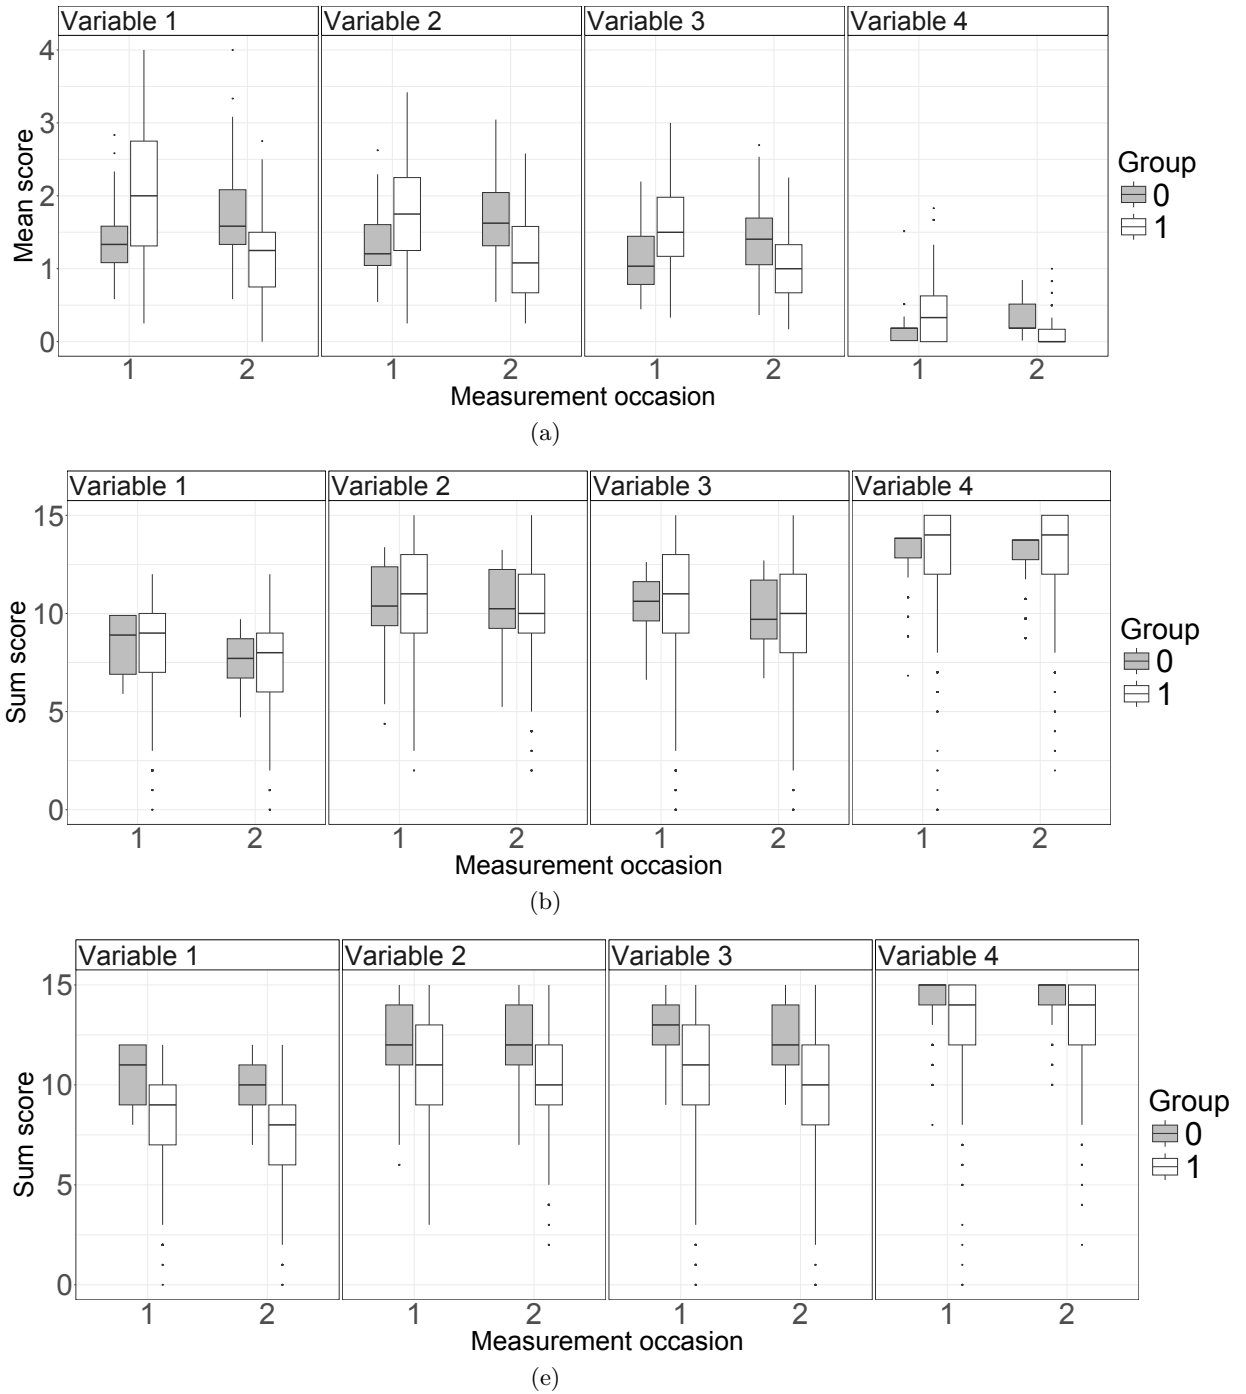 Variable 1 Variable 2 Variable 3 Variable 4
4
3
2
1
0
Mean score
1 2 1 2 1 2 1 2
Measurement occasion
Group
0
1
(a)
Variable 1 Variable 2 Variable 3 Variable 4
15
10
5
0
Sum score
1 2 1 2 1 2 1 2
Measurement occasion
Group
0
1
(b)
Variable 1 Variable 2 Variable 3 Variable 4
15
10
5
0
Sum score
1 2 1 2 1 2 1 2
Measurement occasion
Group
0
1
(e)